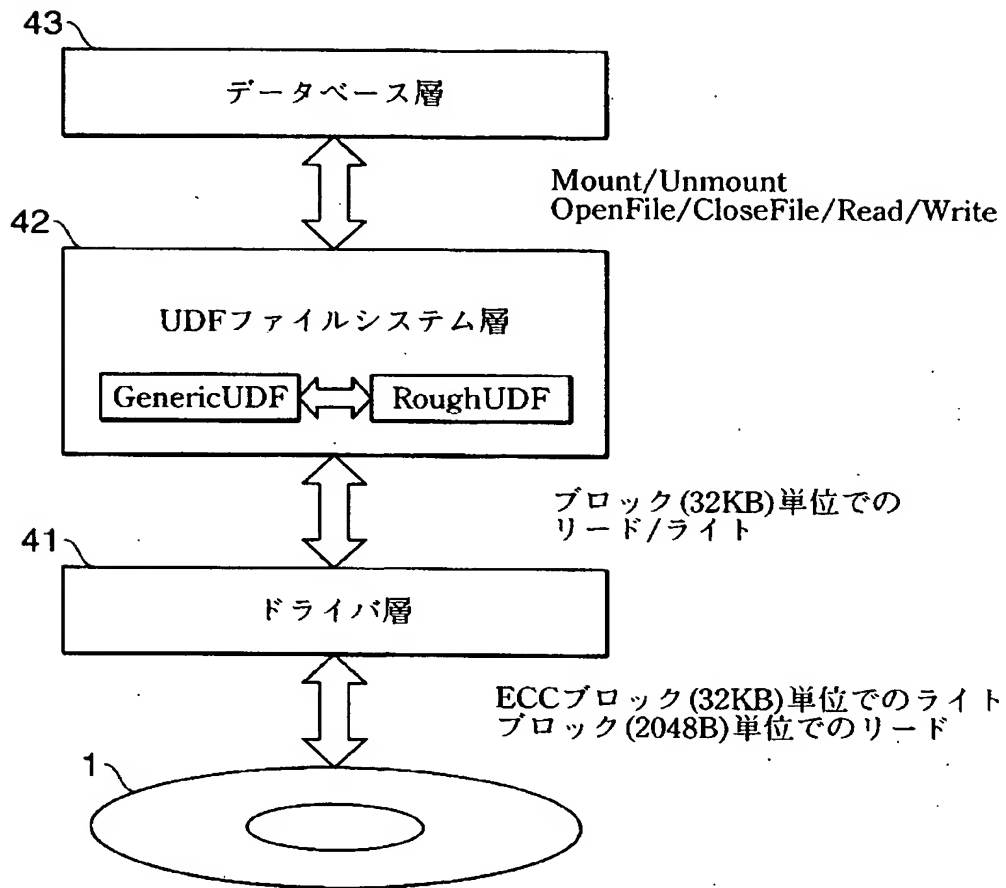 43
データベース層
Mount/Unmount
OpenFile/CloseFile/Read/Write
42
UDFファイルシステム層
GenericUDF
RoughUDF
ブロック(32KB)単位での
リード/ライト
41
ドライバ層
ECCブロック(32KB)単位でのライト
ブロック(2048B)単位でのリード
1